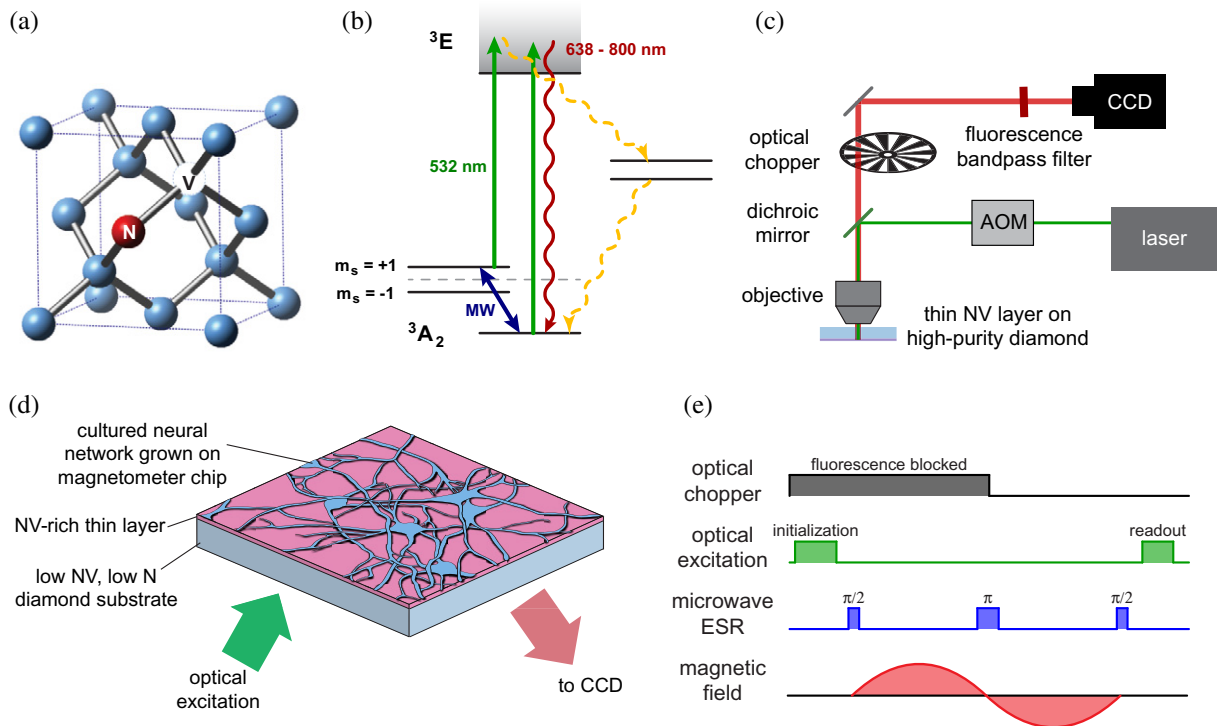 (a)
V
N
(b)
³E
638 - 800 nm
532 nm
mₛ = +1
mₛ = -1
MW
³A₂
(c)
CCD
optical
chopper
fluorescence
bandpass filter
dichroic
mirror
AOM
laser
objective
thin NV layer on
high-purity diamond
(d)
cultured neural
network grown on
magnetometer chip
NV-rich thin layer
low NV, low N
diamond substrate
optical
excitation
to CCD
(e)
optical
chopper
fluorescence blocked
optical
excitation
initialization
readout
microwave
ESR
π/2
π
π/2
magnetic
field